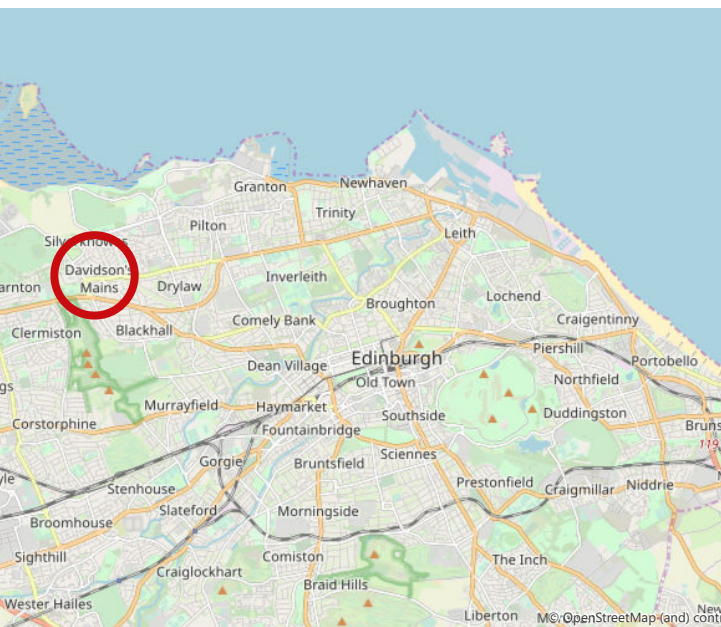 Granton
Newhaven
Trinity
Pilton
Leith
Davidson's
Mains
Drylaw
Inverleith
Lochend
Broughton
Craigentinny
Comely Bank
Clermiston
Blackhall
Piershill
Edinburgh
Portobello
Dean Village
Old Town
Northfield
Murrayfield
Haymarket
Southside
Duddingston
Corstorphine
Fountainbridge
Sciennes
Gorgie
Bruntsfield
Prestonfield
Craigmillar
Niddrie
Stenhouse
Slateford
Morningside
Broomhouse
Sighthill
Comiston
The Inch
Craiglockhart
Braid Hills
Wester Hailes
Liberton
© OpenStreetMap (and) cont